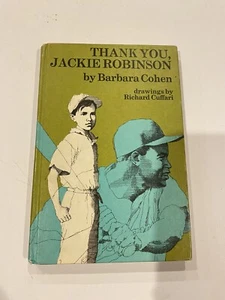 THANK YOU,
JACKIE ROBINSON
by Barbara Cohen
drawings by
Richard Cuffari